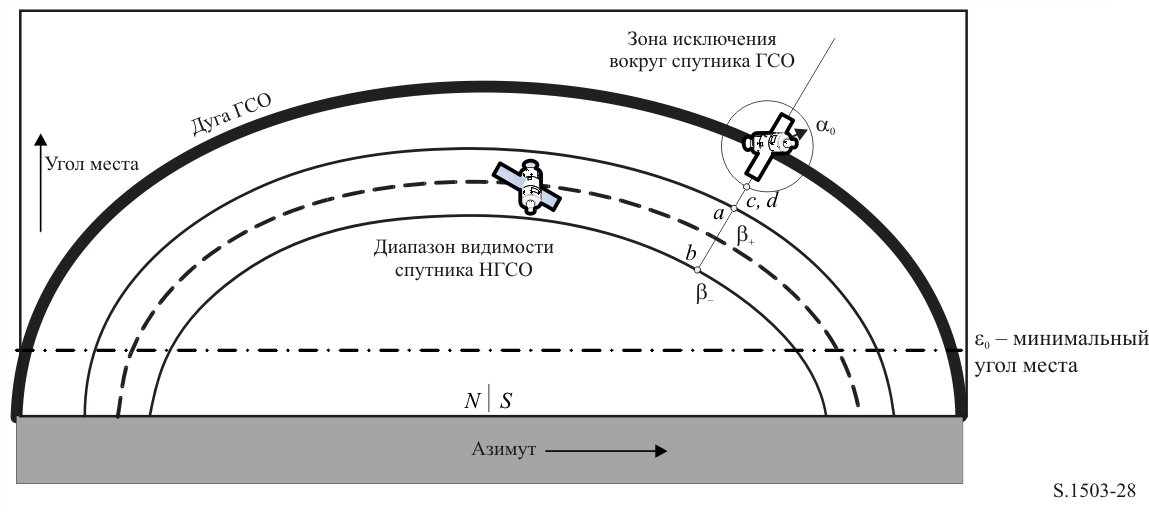 Зона исключения
вокруг спутника ГСО
Дуга ГСО
α₀
Угол места
c, d
a
β₊
Диапазон видимости
спутника НГСО
b
β₋
ε₀ – минимальный
угол места
N | S
Азимут
S.1503-28